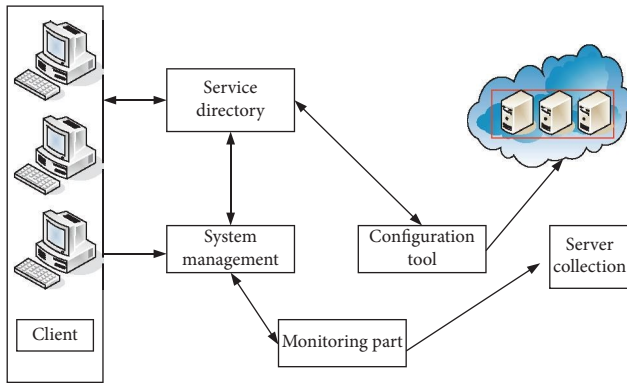 Service
directory
System
management
Configuration
tool
Server
collection
Client
Monitoring part